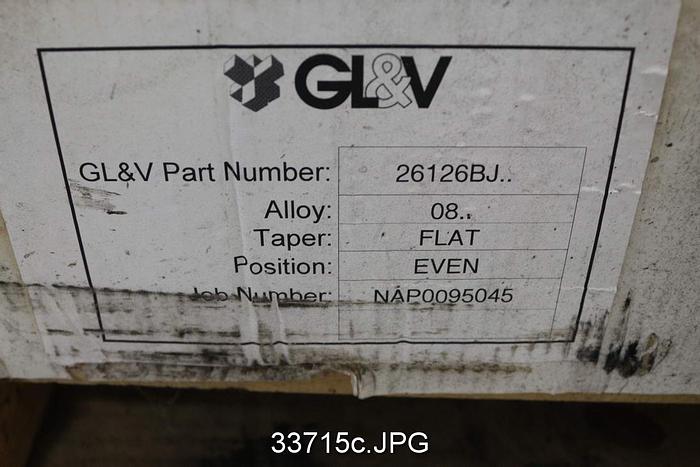 GL&V
GL&V Part Number: 26126BJ..
Alloy: 08..
Taper: FLAT
Position: EVEN
Job Number: NAP0095045
33715c.JPG